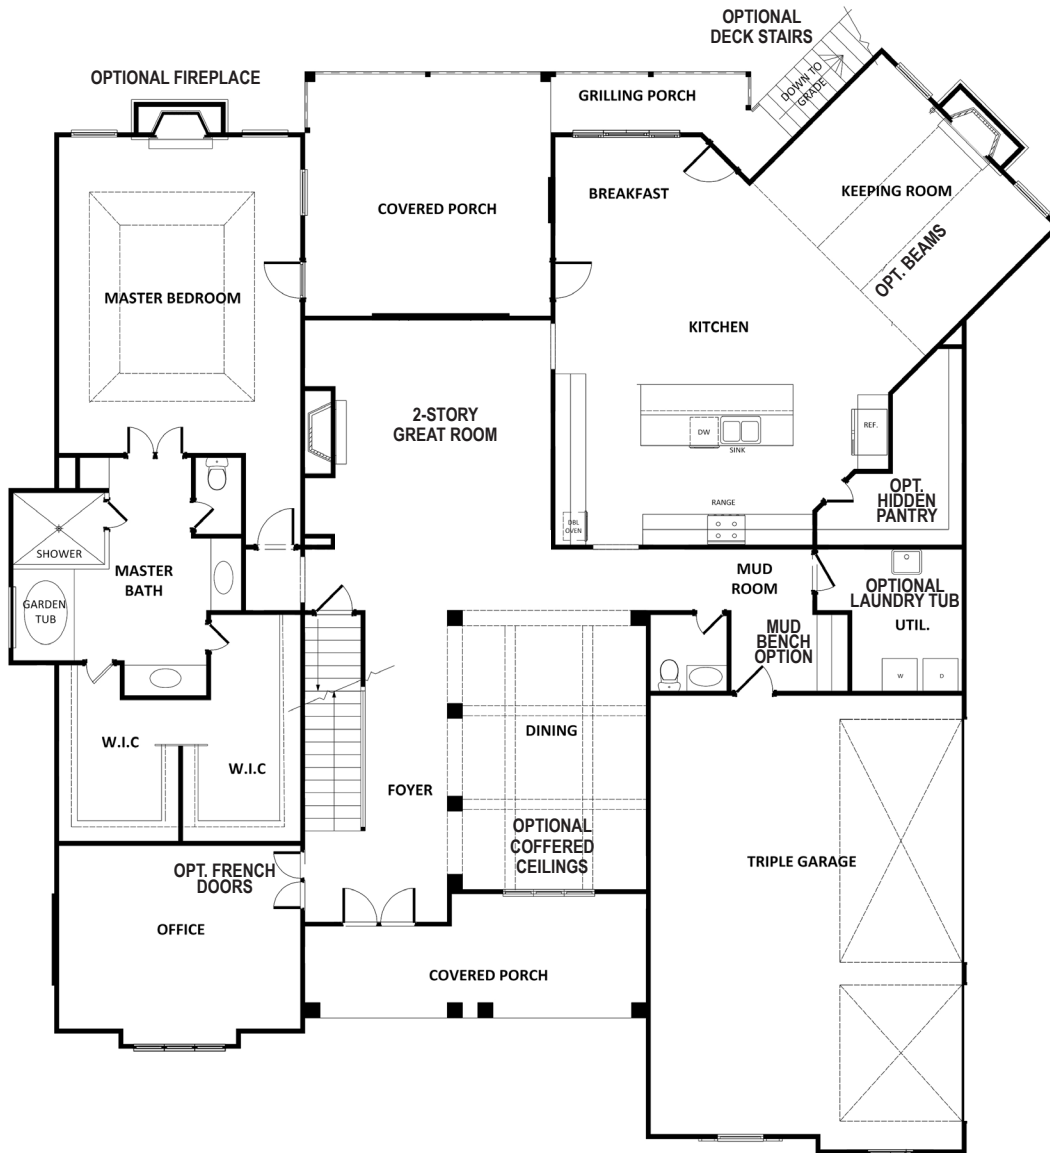 OPTIONAL
DECK STAIRS
OPTIONAL FIREPLACE
DOWN TO
GRADE
GRILLING PORCH
BREAKFAST
KEEPING ROOM
COVERED PORCH
OPT. BEAMS
MASTER BEDROOM
KITCHEN
2-STORY
GREAT ROOM
DW
SINK
REF.
OPT.
HIDDEN
PANTRY
RANGE
DBL
OVEN
SHOWER
MASTER
BATH
GARDEN
TUB
MUD
ROOM
OPTIONAL
LAUNDRY TUB
UTIL.
MUD
BENCH
OPTION
W
D
W.I.C
W.I.C
DINING
FOYER
OPTIONAL
COFFERED
CEILINGS
OPT. FRENCH
DOORS
TRIPLE GARAGE
OFFICE
COVERED PORCH